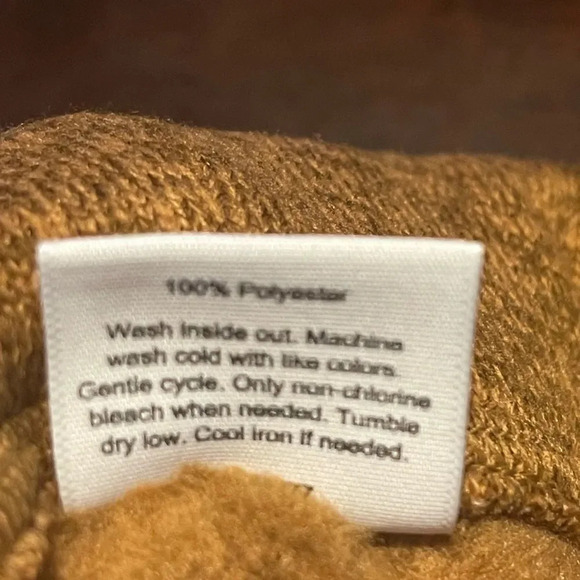 100% Polyester
Wash inside out. Machine
wash cold with like colors.
Gentle cycle. Only non-chlorine
bleach when needed. Tumble
dry low. Cool iron if needed.